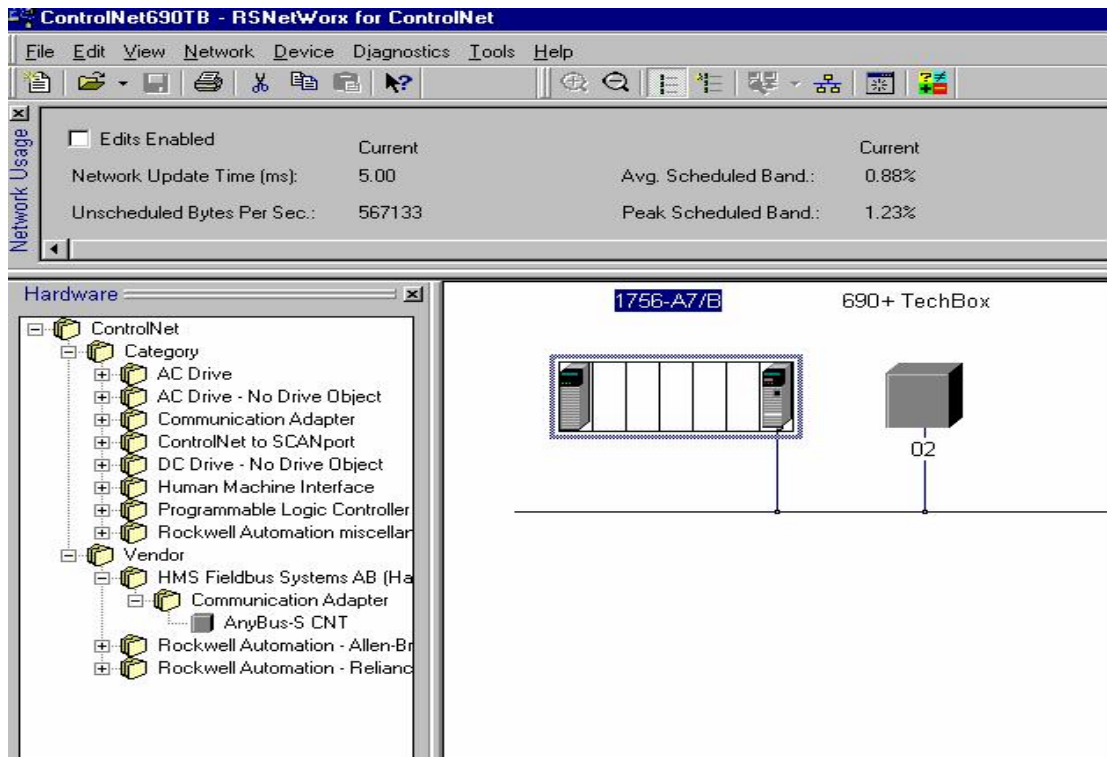 ControlNet690TB - RSNetWorx for ControlNet
File Edit View Network Device Diagnostics Tools Help
Network Usage
Edits Enabled
Current
Current
Network Update Time (ms): 5.00
Avg. Scheduled Band.: 0.88%
Unscheduled Bytes Per Sec.: 567133
Peak Scheduled Band.: 1.23%
Hardware
ControlNet
Category
AC Drive
AC Drive - No Drive Object
Communication Adapter
ControlNet to SCANport
DC Drive - No Drive Object
Human Machine Interface
Programmable Logic Controller
Rockwell Automation miscellar
Vendor
HMS Fieldbus Systems AB (Ha
Communication Adapter
AnyBus-S CNT
Rockwell Automation - Allen-Br
Rockwell Automation - Relianc
1756-A7/B
690+ TechBox
02